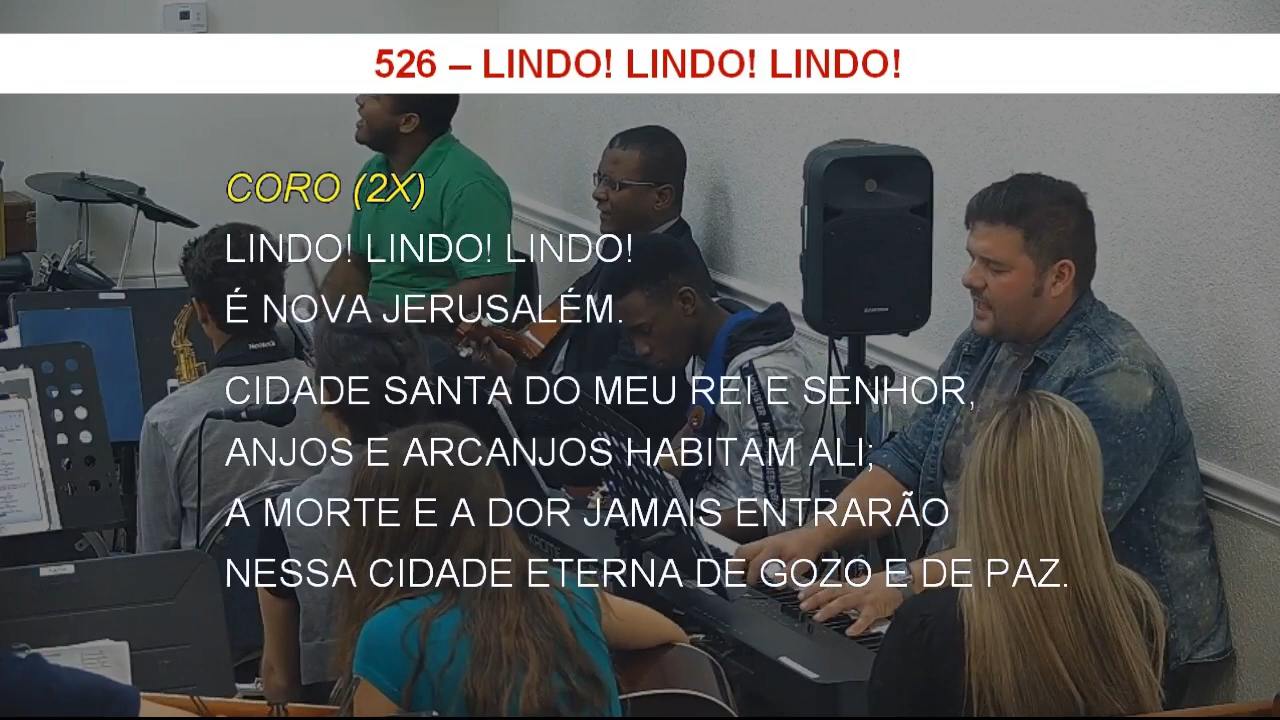 526 – LINDO! LINDO! LINDO!
CORO (2X)
LINDO! LINDO! LINDO!
É NOVA JERUSALÉM.
CIDADE SANTA DO MEU REI E SENHOR,
ANJOS E ARCANJOS HABITAM ALI;
A MORTE E A DOR JAMAIS ENTRARÃO
NESSA CIDADE ETERNA DE GOZO E DE PAZ.